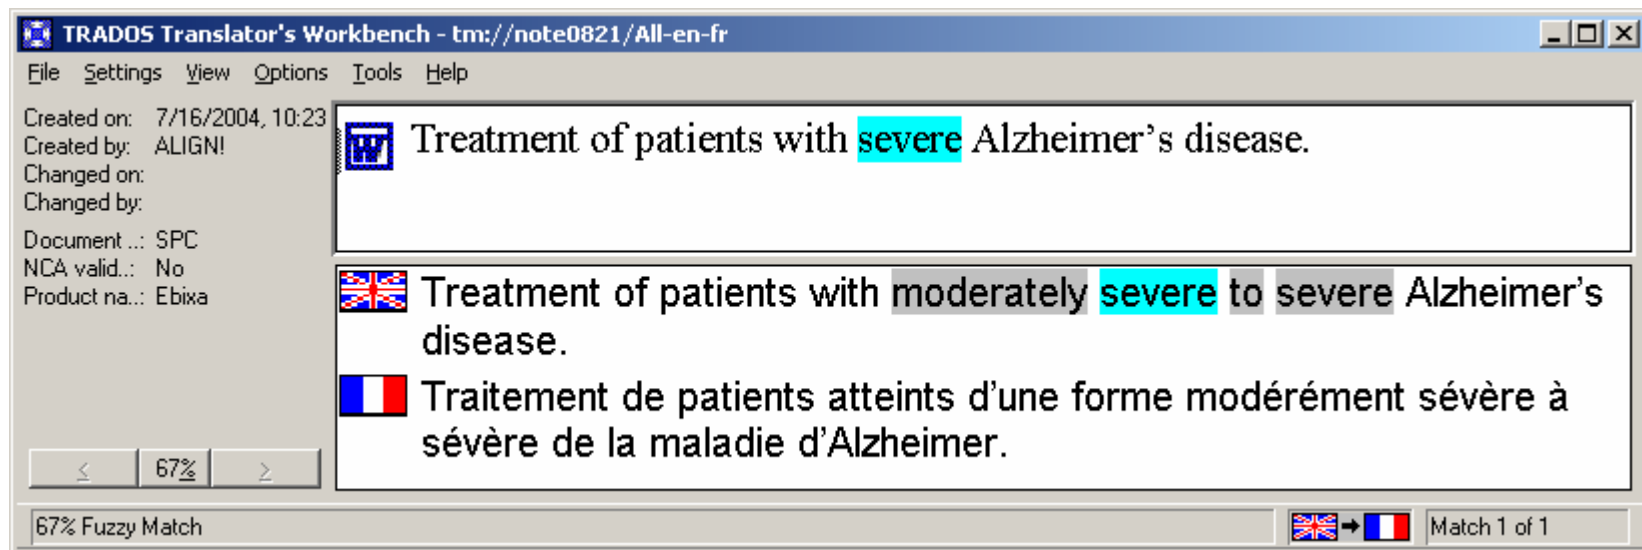 TRADOS Translator's Workbench - tm://note0821/All-en-fr
File Settings View Options Tools Help
Created on: 7/16/2004, 10:23
Created by: ALIGN!
Changed on:
Changed by:
Document ..: SPC
NCA valid..: No
Product na..: Ebixa
Treatment of patients with severe Alzheimer’s disease.
Treatment of patients with moderately severe to severe Alzheimer’s
disease.
Traitement de patients atteints d’une forme modérément sévère à
sévère de la maladie d’Alzheimer.
< 67% >
67% Fuzzy Match
Match 1 of 1